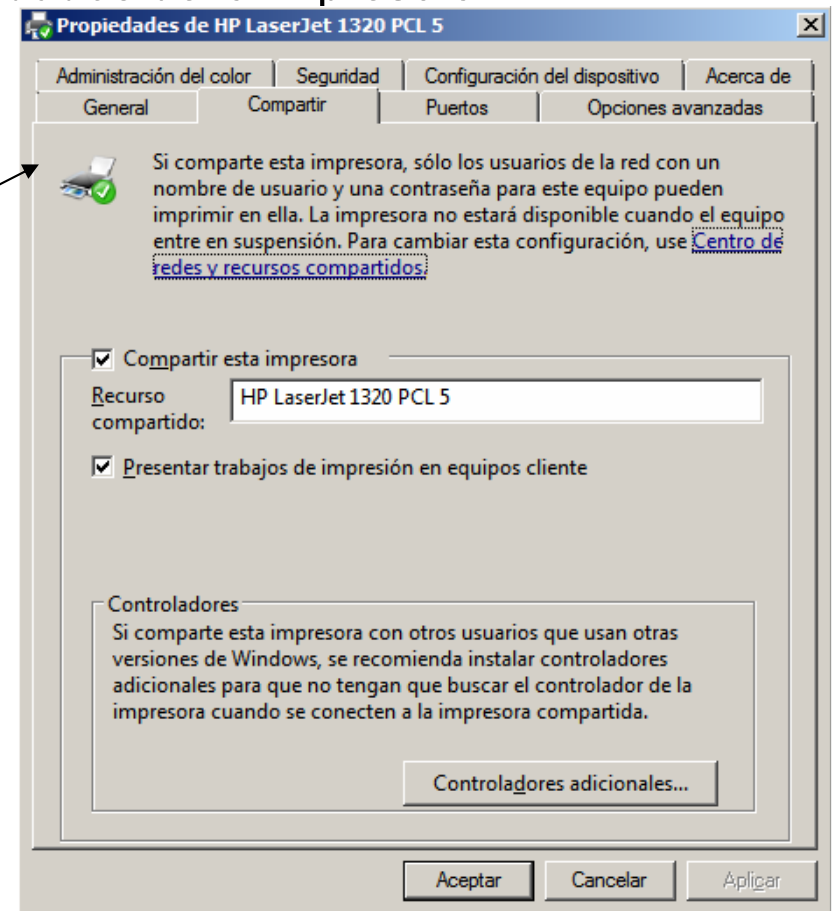 Propiedades de HP LaserJet 1320 PCL 5
Administración del color Seguridad Configuración del dispositivo Acerca de
General Compartir Puertos Opciones avanzadas
Si comparte esta impresora, sólo los usuarios de la red con un
nombre de usuario y una contraseña para este equipo pueden
imprimir en ella. La impresora no estará disponible cuando el equipo
entre en suspensión. Para cambiar esta configuración, use Centro de
redes y recursos compartidos.
Compartir esta impresora
Recurso
compartido:
HP LaserJet 1320 PCL 5
Presentar trabajos de impresión en equipos cliente
Controladores
Si comparte esta impresora con otros usuarios que usan otras
versiones de Windows, se recomienda instalar controladores
adicionales para que no tengan que buscar el controlador de la
impresora cuando se conecten a la impresora compartida.
Controladores adicionales...
Aceptar Cancelar Aplicar